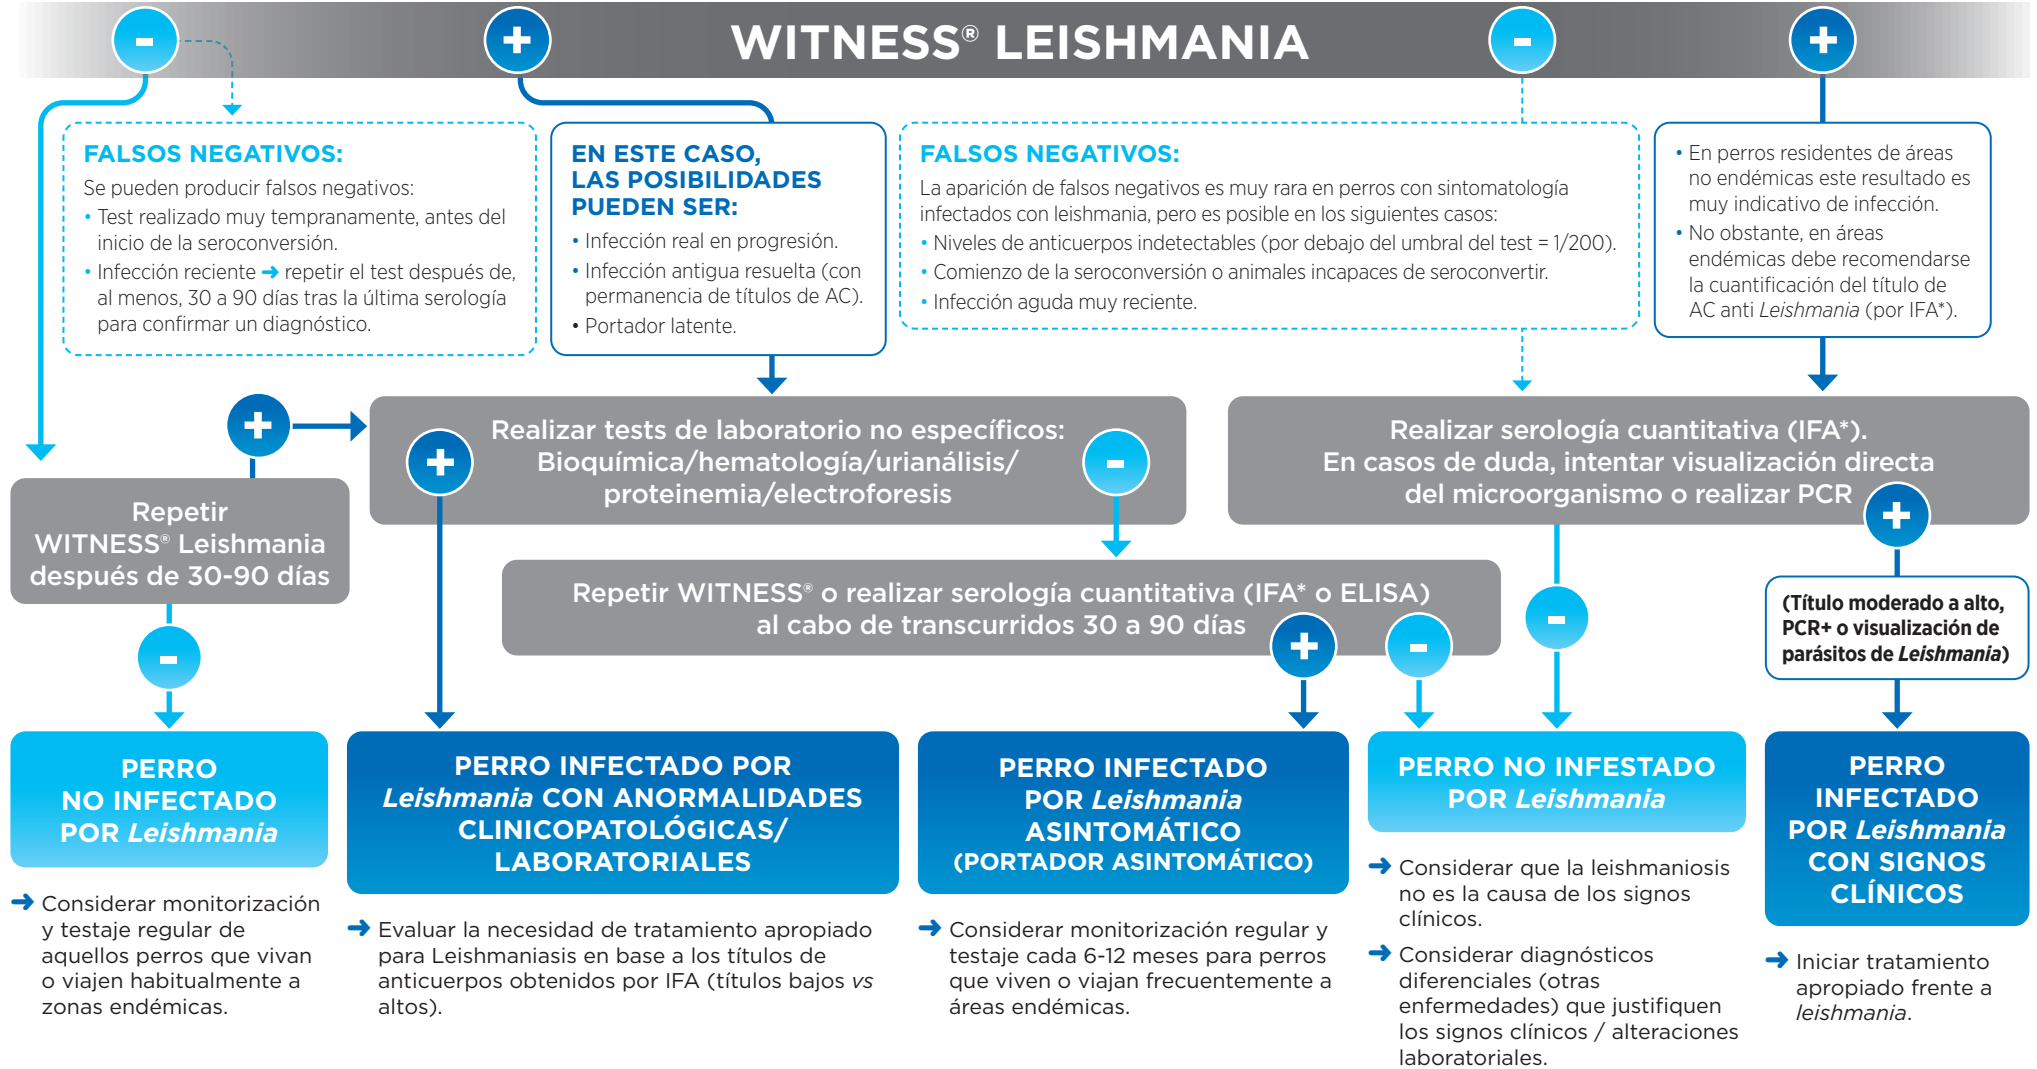 WITNESS® LEISHMANIA
-
+
-
+
FALSOS NEGATIVOS:
Se pueden producir falsos negativos:
• Test realizado muy tempranamente, antes del
inicio de la seroconversión.
• Infección reciente ➜ repetir el test después de,
al menos, 30 a 90 días tras la última serología
para confirmar un diagnóstico.
EN ESTE CASO,
LAS POSIBILIDADES
PUEDEN SER:
• Infección real en progresión.
• Infección antigua resuelta (con
permanencia de títulos de AC).
• Portador latente.
FALSOS NEGATIVOS:
La aparición de falsos negativos es muy rara en perros con sintomatología
infectados con leishmania, pero es posible en los siguientes casos:
• Niveles de anticuerpos indetectables (por debajo del umbral del test = 1/200).
• Comienzo de la seroconversión o animales incapaces de seroconvertir.
• Infección aguda muy reciente.
• En perros residentes de áreas
no endémicas este resultado es
muy indicativo de infección.
• No obstante, en áreas
endémicas debe recomendarse
la cuantificación del título de
AC anti Leishmania (por IFA*).
+
Repetir
WITNESS® Leishmania
después de 30-90 días
-
+
Realizar tests de laboratorio no específicos:
Bioquímica/hematología/urianálisis/
proteinemia/electroforesis
-
Realizar serología cuantitativa (IFA*).
En casos de duda, intentar visualización directa
del microorganismo o realizar PCR
+
-
Repetir WITNESS® o realizar serología cuantitativa (IFA* o ELISA)
al cabo de transcurridos 30 a 90 días
+
-
(Título moderado a alto,
PCR+ o visualización de
parásitos de Leishmania)
PERRO
NO INFECTADO
POR Leishmania
➜ Considerar monitorización
y testaje regular de
aquellos perros que vivan
o viajen habitualmente a
zonas endémicas.
PERRO INFECTADO POR
Leishmania CON ANORMALIDADES
CLINICOPATOLÓGICAS/
LABORATORIALES
➜ Evaluar la necesidad de tratamiento apropiado
para Leishmaniasis en base a los títulos de
anticuerpos obtenidos por IFA (títulos bajos vs
altos).
PERRO INFECTADO
POR Leishmania
ASINTOMÁTICO
(PORTADOR ASINTOMÁTICO)
➜ Considerar monitorización regular y
testaje cada 6-12 meses para perros
que viven o viajan frecuentemente a
áreas endémicas.
PERRO NO INFESTADO
POR Leishmania
➜ Considerar que la leishmaniosis
no es la causa de los signos
clínicos.
➜ Considerar diagnósticos
diferenciales (otras
enfermedades) que justifiquen
los signos clínicos / alteraciones
laboratoriales.
PERRO
INFECTADO
POR Leishmania
CON SIGNOS
CLÍNICOS
➜ Iniciar tratamiento
apropiado frente a
leishmania.